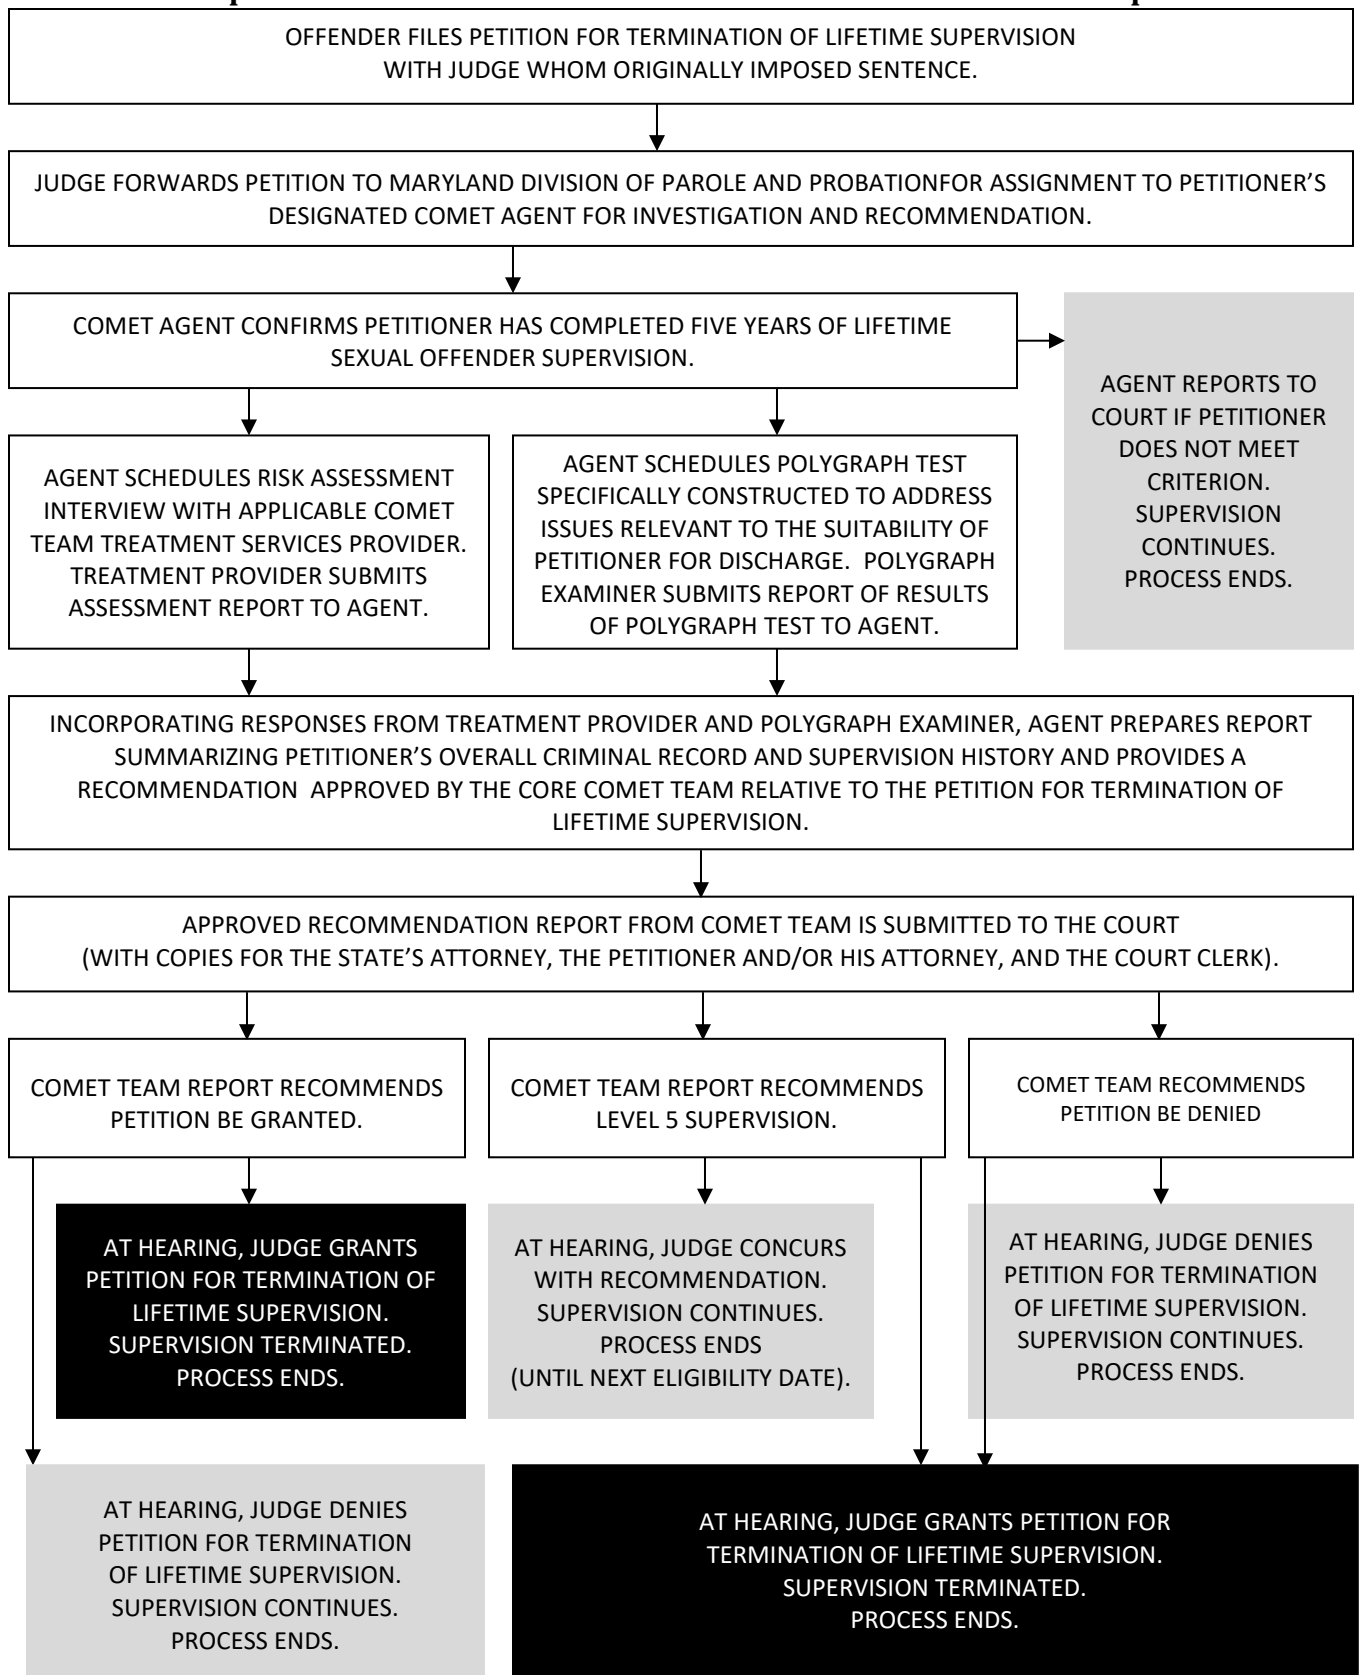 OFFENDER FILES PETITION FOR TERMINATION OF LIFETIME SUPERVISION
WITH JUDGE WHOM ORIGINALLY IMPOSED SENTENCE.
JUDGE FORWARDS PETITION TO MARYLAND DIVISION OF PAROLE AND PROBATIONFOR ASSIGNMENT TO PETITIONER’S
DESIGNATED COMET AGENT FOR INVESTIGATION AND RECOMMENDATION.
COMET AGENT CONFIRMS PETITIONER HAS COMPLETED FIVE YEARS OF LIFETIME
SEXUAL OFFENDER SUPERVISION.
AGENT REPORTS TO
COURT IF PETITIONER
DOES NOT MEET
CRITERION.
SUPERVISION
CONTINUES.
PROCESS ENDS.
AGENT SCHEDULES RISK ASSESSMENT
INTERVIEW WITH APPLICABLE COMET
TEAM TREATMENT SERVICES PROVIDER.
TREATMENT PROVIDER SUBMITS
ASSESSMENT REPORT TO AGENT.
AGENT SCHEDULES POLYGRAPH TEST
SPECIFICALLY CONSTRUCTED TO ADDRESS
ISSUES RELEVANT TO THE SUITABILITY OF
PETITIONER FOR DISCHARGE. POLYGRAPH
EXAMINER SUBMITS REPORT OF RESULTS
OF POLYGRAPH TEST TO AGENT.
INCORPORATING RESPONSES FROM TREATMENT PROVIDER AND POLYGRAPH EXAMINER, AGENT PREPARES REPORT
SUMMARIZING PETITIONER’S OVERALL CRIMINAL RECORD AND SUPERVISION HISTORY AND PROVIDES A
RECOMMENDATION APPROVED BY THE CORE COMET TEAM RELATIVE TO THE PETITION FOR TERMINATION OF
LIFETIME SUPERVISION.
APPROVED RECOMMENDATION REPORT FROM COMET TEAM IS SUBMITTED TO THE COURT
(WITH COPIES FOR THE STATE’S ATTORNEY, THE PETITIONER AND/OR HIS ATTORNEY, AND THE COURT CLERK).
COMET TEAM REPORT RECOMMENDS
PETITION BE GRANTED.
COMET TEAM REPORT RECOMMENDS
LEVEL 5 SUPERVISION.
COMET TEAM RECOMMENDS
PETITION BE DENIED
AT HEARING, JUDGE GRANTS
PETITION FOR TERMINATION OF
LIFETIME SUPERVISION.
SUPERVISION TERMINATED.
PROCESS ENDS.
AT HEARING, JUDGE CONCURS
WITH RECOMMENDATION.
SUPERVISION CONTINUES.
PROCESS ENDS
(UNTIL NEXT ELIGIBILITY DATE).
AT HEARING, JUDGE DENIES
PETITION FOR TERMINATION
OF LIFETIME SUPERVISION.
SUPERVISION CONTINUES.
PROCESS ENDS.
AT HEARING, JUDGE DENIES
PETITION FOR TERMINATION
OF LIFETIME SUPERVISION.
SUPERVISION CONTINUES.
PROCESS ENDS.
AT HEARING, JUDGE GRANTS PETITION FOR
TERMINATION OF LIFETIME SUPERVISION.
SUPERVISION TERMINATED.
PROCESS ENDS.